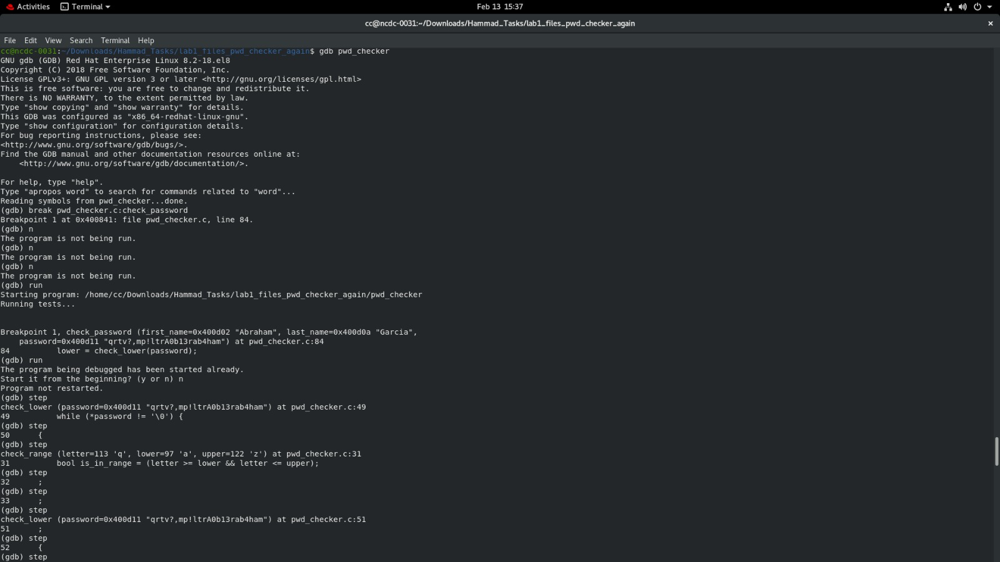 Activities Terminal Feb 13 15:37
cc@ncdc-0031:~/Downloads/Hammad_Tasks/lab1_files_pwd_checker_again
File Edit View Search Terminal Help
cc@ncdc-0031:~/Downloads/Hammad_Tasks/lab1_files_pwd_checker_again$ gdb pwd_checker
GNU gdb (GDB) Red Hat Enterprise Linux 8.2-18.el8
Copyright (C) 2018 Free Software Foundation, Inc.
License GPLv3+: GNU GPL version 3 or later <http://gnu.org/licenses/gpl.html>
This is free software: you are free to change and redistribute it.
There is NO WARRANTY, to the extent permitted by law.
Type "show copying" and "show warranty" for details.
This GDB was configured as "x86_64-redhat-linux-gnu".
Type "show configuration" for configuration details.
For bug reporting instructions, please see:
<http://www.gnu.org/software/gdb/bugs/>.
Find the GDB manual and other documentation resources online at:
    <http://www.gnu.org/software/gdb/documentation/>.
For help, type "help".
Type "apropos word" to search for commands related to "word"...
Reading symbols from pwd_checker...done.
(gdb) break pwd_checker.c:check_password
Breakpoint 1 at 0x400841: file pwd_checker.c, line 84.
(gdb) n
The program is not being run.
(gdb) n
The program is not being run.
(gdb) n
The program is not being run.
(gdb) run
Starting program: /home/cc/Downloads/Hammad_Tasks/lab1_files_pwd_checker_again/pwd_checker
Running tests...
Breakpoint 1, check_password (first_name=0x400d02 "Abraham", last_name=0x400d0a "Garcia",
    password=0x400d11 "qrtv?,mp!ltrA0b13rab4ham") at pwd_checker.c:84
84          lower = check_lower(password);
(gdb) run
The program being debugged has been started already.
Start it from the beginning? (y or n) n
Program not restarted.
(gdb) step
check_lower (password=0x400d11 "qrtv?,mp!ltrA0b13rab4ham") at pwd_checker.c:49
49          while (*password != '\0') {
(gdb) step
50      {
(gdb) step
check_range (letter=113 'q', lower=97 'a', upper=122 'z') at pwd_checker.c:31
31          bool is_in_range = (letter >= lower && letter <= upper);
(gdb) step
32      ;
(gdb) step
33      ;
(gdb) step
check_lower (password=0x400d11 "qrtv?,mp!ltrA0b13rab4ham") at pwd_checker.c:51
51      ;
(gdb) step
52      {
(gdb) step